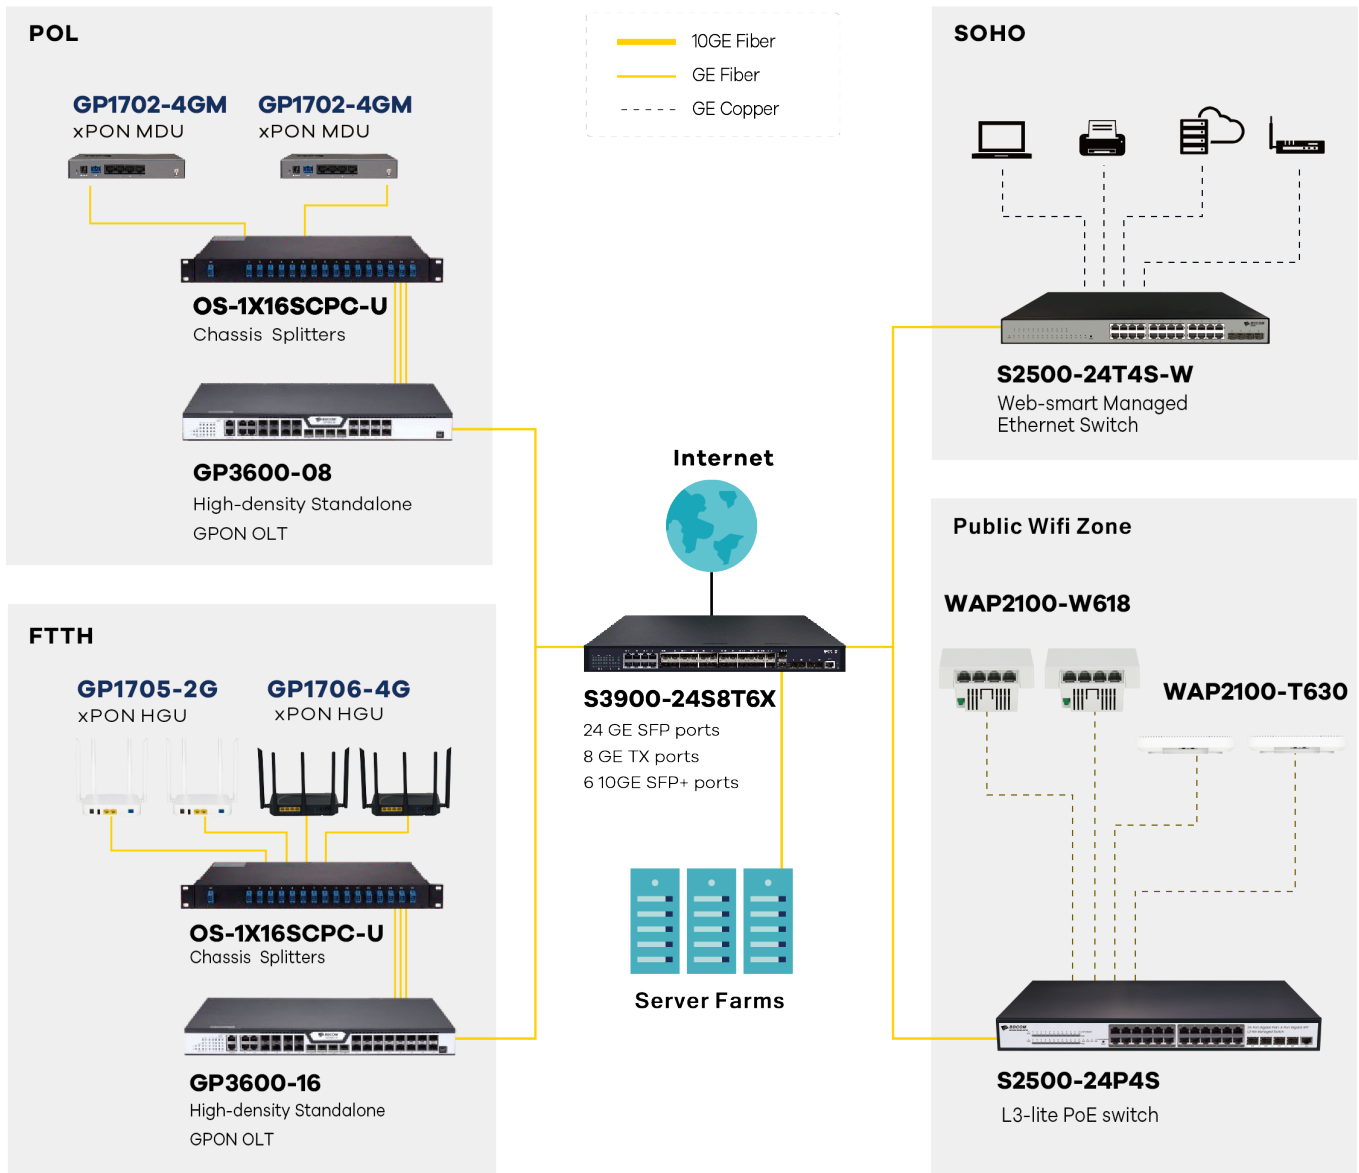 POL
GP1702-4GM
GP1702-4GM
xPON MDU
xPON MDU
OS-1X16SCPC-U
Chassis Splitters
GP3600-08
High-density Standalone
GPON OLT
FTTH
GP1705-2G
GP1706-4G
xPON HGU
xPON HGU
OS-1X16SCPC-U
Chassis Splitters
BDCOM
GP3600-16
High-density Standalone
GPON OLT
10GE Fiber
GE Fiber
GE Copper
Internet
S3900-24S8T6X
24 GE SFP ports
8 GE TX ports
6 10GE SFP+ ports
Server Farms
SOHO
BDCOM
S2500-24T4S-W
Web-smart Managed
Ethernet Switch
Public Wifi Zone
WAP2100-W618
WAP2100-T630
BDCOM
S2500-24P4S
L3-lite PoE switch